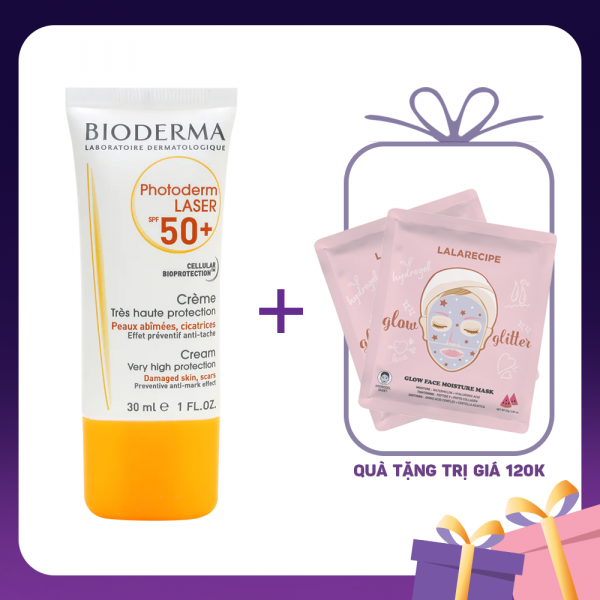 BIODERMA
LABORATOIRE DERMATOLOGIQUE
Photoderm
LASER
SPF 50+
CELLULAR
BIOPROTECTION™
Crème
Très haute protection
Peaux abîmées, cicatrices
Effet préventif anti-tache
Cream
Very high protection
Damaged skin, scars
Preventive anti-mark effect
30 ml e 1 FL.OZ.
+
LALARECIPE
hydrogel
glow
glitter
GLOW FACE MOISTURE MASK
QUÀ TẶNG TRỊ GIÁ 120K